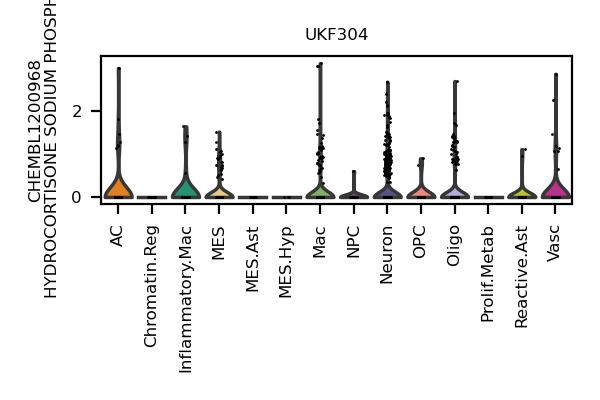 UKF304
CHEMBL1200968
HYDROCORTISONE SODIUM PHOSPH
2
0
AC
Chromatin.Reg
Inflammatory.Mac
MES
MES.Ast
MES.Hyp
Mac
NPC
Neuron
OPC
Oligo
Prolif.Metab
Reactive.Ast
Vasc